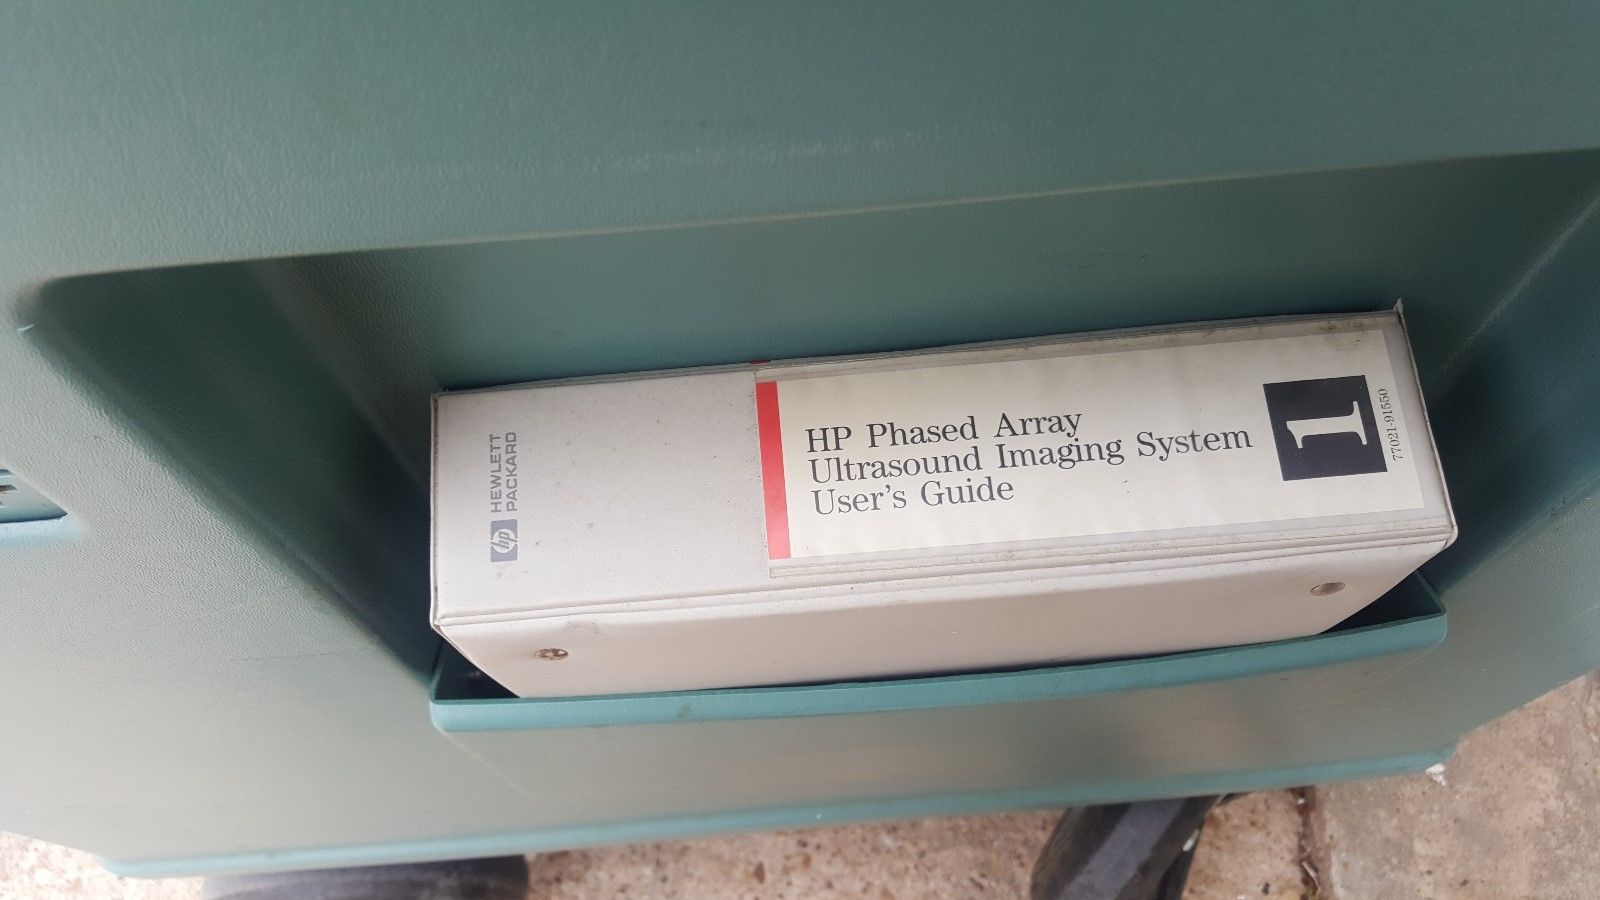 hp HEWLETT
PACKARD
HP Phased Array
Ultrasound Imaging System
User's Guide
1
77021-91550